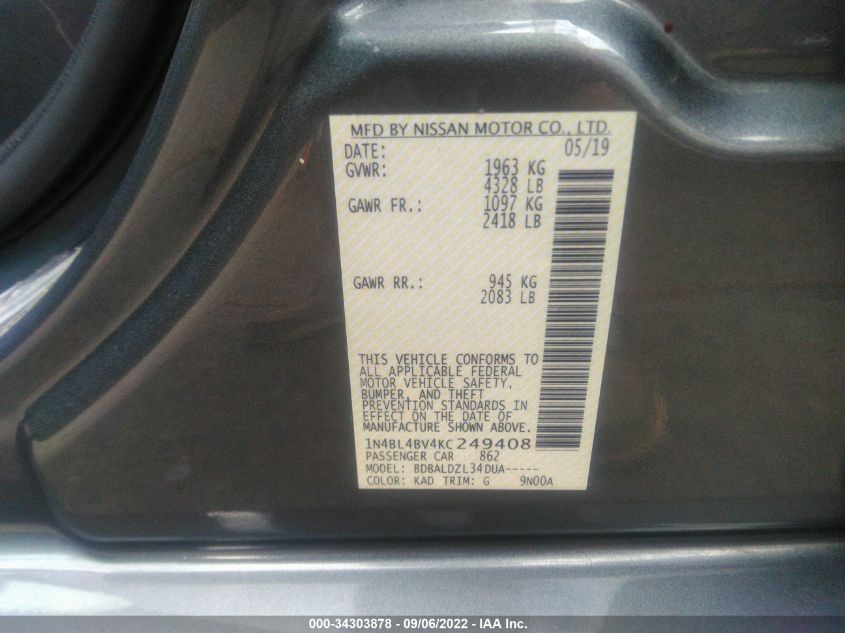 MFD BY NISSAN MOTOR CO., LTD.
DATE: 05/19
GVWR: 1963 KG
4328 LB
GAWR FR.: 1097 KG
2418 LB
GAWR RR.: 945 KG
2083 LB
THIS VEHICLE CONFORMS TO
ALL APPLICABLE FEDERAL
MOTOR VEHICLE SAFETY,
BUMPER, AND THEFT
PREVENTION STANDARDS IN
EFFECT ON THE DATE OF
MANUFACTURE SHOWN ABOVE.
1N4BL4BV4KC249408
PASSENGER CAR 862
MODEL: BDBALDZL34DUA-----
COLOR: KAD TRIM: G 9N00A
000-34303878 - 09/06/2022 - IAA Inc.